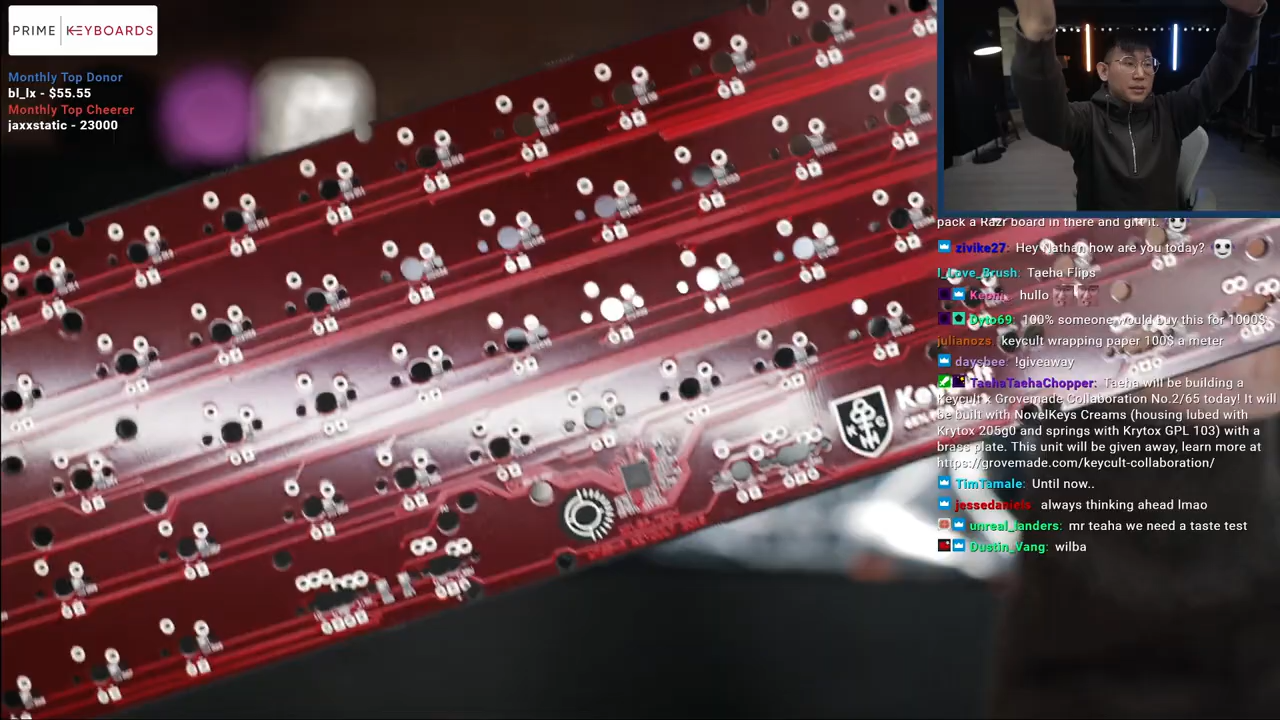 PRIME KEYBOARDS
Monthly Top Donor
bl_lx - $55.55
Monthly Top Cheerer
jaxxstatic - 23000
pack a Razr board in there and gift it.
zivike27: Hey Nathan how are you today?
I_Love_Brush: Taeha Flips
hullo
Dyto69: 100% someone would buy this for 1000$
julianozs: keycult wrapping paper 100$ a meter
daysbee: !giveaway
TaehaTaehaChopper: Taeha will be building a
Keycult x Grovemade Collaboration No.2/65 today! It will
be built with NovelKeys Creams (housing lubed with
Krytox 205g0 and springs with Krytox GPL 103) with a
brass plate. This unit will be given away, learn more at
https://grovemade.com/keycult-collaboration/
TimTamale: Until now..
jessedaniels: always thinking ahead lmao
unreal_landers: mr teaha we need a taste test
Dustin_Vang: wilba